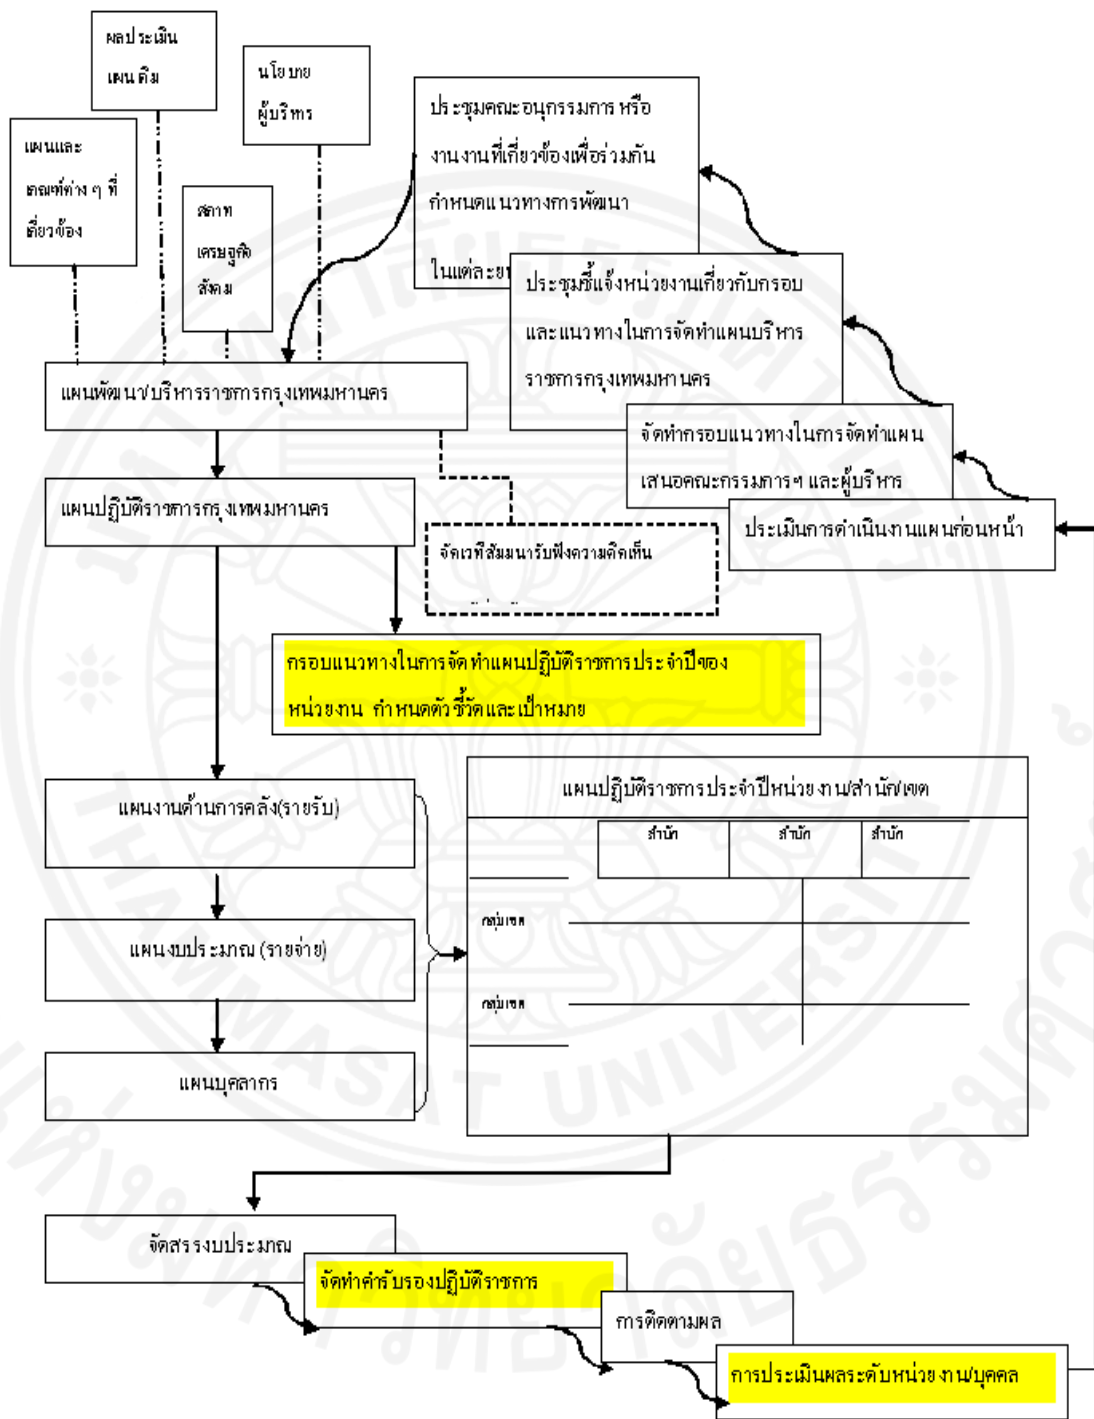 ผลประเมิน
แผนเดิม
นโยบาย
ผู้บริหาร
แผนและ
เกณฑ์ต่าง ๆ ที่
เกี่ยวข้อง
สภาพ
เศรษฐกิจ
สังคม
ประชุมคณะอนุกรรมการ หรือ
งานงานที่เกี่ยวข้องเพื่อร่วมกัน
กำหนดแนวทางการพัฒนา
ในแต่ละ
ประชุมชี้แจงหน่วยงานเกี่ยวกับกรอบ
และแนวทางในการจัดทำแผนบริหาร
ราชการกรุงเทพมหานคร
แผนพัฒนา/บริหารราชการกรุงเทพมหานคร
จัดทำกรอบแนวทางในการจัดทำแผน
เสนอคณะกรรมการฯ และผู้บริหาร
แผนปฏิบัติราชการกรุงเทพมหานคร
ประเมินการดำเนินงานแผนก่อนหน้า
จัดเวทีสัมมนารับฟังความคิดเห็น
กรอบแนวทางในการจัดทำแผนปฏิบัติราชการประจำปีของ
หน่วยงาน กำหนดตัวชี้วัดและเป้าหมาย
แผนปฏิบัติราชการประจำปีหน่วยงาน/สำนัก/เขต
แผนงานด้านการคลัง(รายรับ)
สำนัก สำนัก สำนัก
กลุ่มเขต
แผนงบประมาณ (รายจ่าย)
กลุ่มเขต
แผนบุคลากร
จัดสรรงบประมาณ
จัดทำคำรับรองปฏิบัติราชการ
การติดตามผล
การประเมินผลระดับหน่วยงาน/บุคคล
THAMMASAT UNIVERSITY